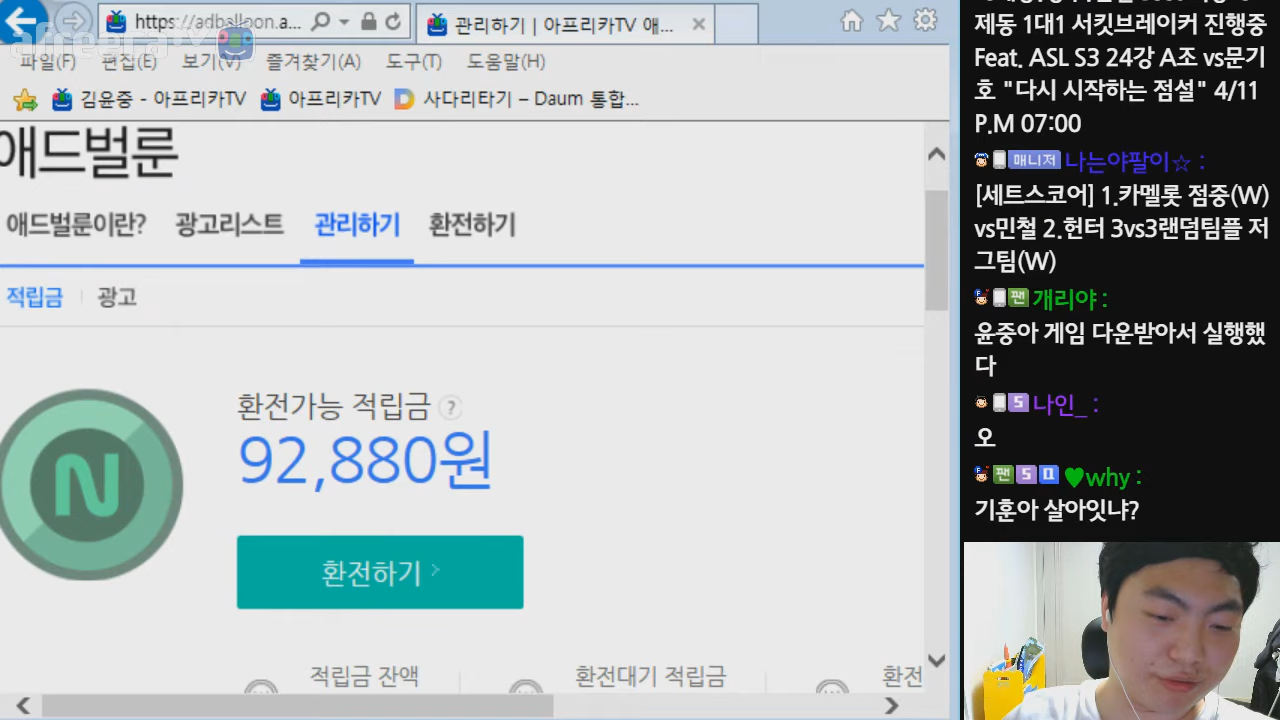 https://adballoon.a...
관리하기 | 아프리카TV 애...
afreecaTV
파일(F) 편집(E) 보기(V) 즐겨찾기(A) 도구(T) 도움말(H)
김윤중 - 아프리카TV 아프리카TV 사다리타기 – Daum 통합...
애드벌룬
애드벌룬이란? 광고리스트 관리하기 환전하기
적립금 광고
N
환전가능 적립금 ?
92,880원
환전하기 >
적립금 잔액 환전대기 적립금 환전
제동 1대1 서킷브레이커 진행중
Feat. ASL S3 24강 A조 vs문기
호 "다시 시작하는 점설" 4/11
P.M 07:00
매니저 나는야팔이☆ :
[세트스코어] 1.카멜롯 점중(W)
vs민철 2.헌터 3vs3랜덤팀플 저
그팀(W)
팬 개리야 :
윤중아 게임 다운받아서 실행했
다
S 나인_ :
오
팬 S ♥why :
기훈아 살아있냐?